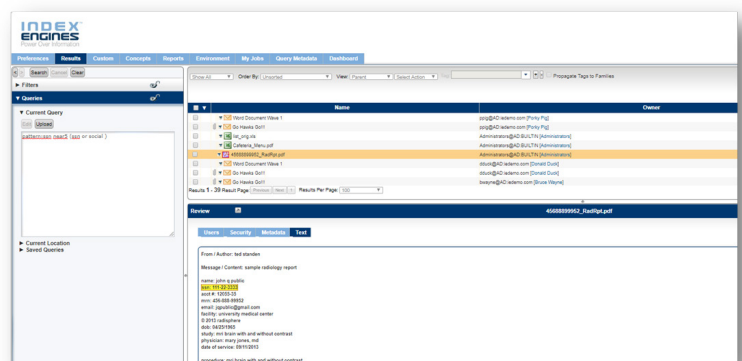 INDEX
ENGINES
Power Over Information
Preferences Results Custom Concepts Reports Environment My Jobs Query Metadata Dashboard
Search Cancel Clear
Show All Order By: Unsorted View: Parent Select Action Propagate Tags to Families
Filters
Queries
Current Query
Edit Upload
pattern:ssn near5 (ssn or social )
Current Location
Saved Queries
Name Owner
Word Document Wave 1 ppig@AD.iedemo.com [Porky Pig]
Go Hawks Go!! ppig@AD.iedemo.com [Porky Pig]
list_orig.xls Administrators@AD.BUILTIN [Administrators]
Cafeteria_Menu.pdf Administrators@AD.BUILTIN [Administrators]
45688899952_RadRpt.pdf Administrators@AD.BUILTIN [Administrators]
Word Document Wave 1 dduck@AD.iedemo.com [Donald Duck]
Go Hawks Go!! dduck@AD.iedemo.com [Donald Duck]
Go Hawks Go!! bwayne@AD.iedemo.com [Bruce Wayne]
Results 1 - 39 Result Page: Previous Next Results Per Page: 100
Review 45688899952_RadRpt.pdf
Users Security Metadata Text
From / Author: ted standen
Message / Content: sample radiology report
name: john q public
ssn: 111-22-3333
acct #: 12055-35
mrn: 456-888-99952
email: jqpublic@gmail.com
facility: university medical center
© 2013 radisphere
dob: 04/25/1965
study: mri brain with and without contrast
physician: mary jones, md
date of service: 09/11/2013
procedure: mri brain with and without contrast